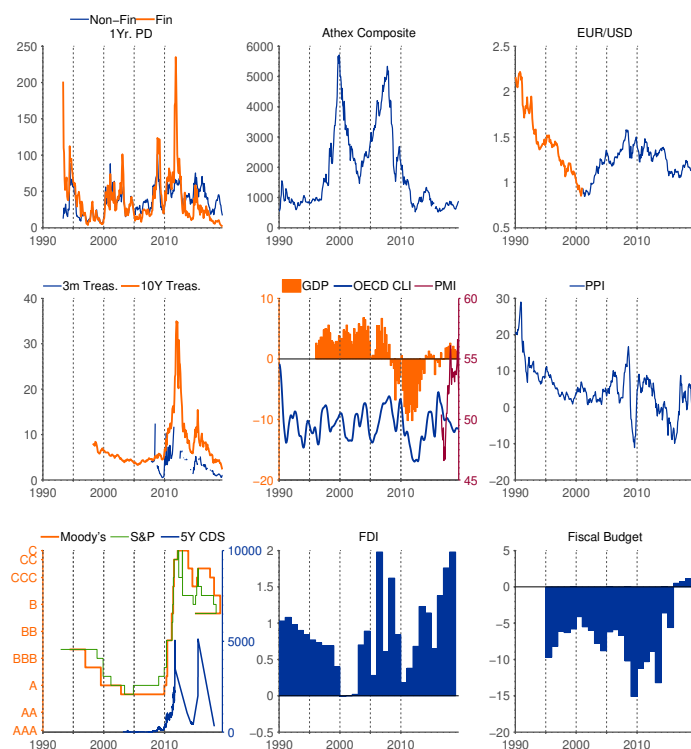 Non−Fin Fin
1Yr. PD
Athex Composite
EUR/USD
250
200
150
100
50
0
1990 2000 2010
6000
5000
4000
3000
2000
1000
0
1990 2000 2010
2.5
2
1.5
1
0.5
1990 2000 2010
3m Treas. 10Y Treas.
GDP OECD CLI PMI
PPI
40
30
20
10
0
1990 2000 2010
10
0
−10
−20
60
55
50
45
1990 2000 2010
30
20
10
0
−10
−20
1990 2000 2010
Moody's S&P 5Y CDS
FDI
Fiscal Budget
C
CC
CCC
B
BB
BBB
A
AA
AAA
10000
5000
0
1990 2000 2010
2
1.5
1
0.5
0
−0.5
1990 2000 2010
5
0
−5
−10
−15
−20
1990 2000 2010